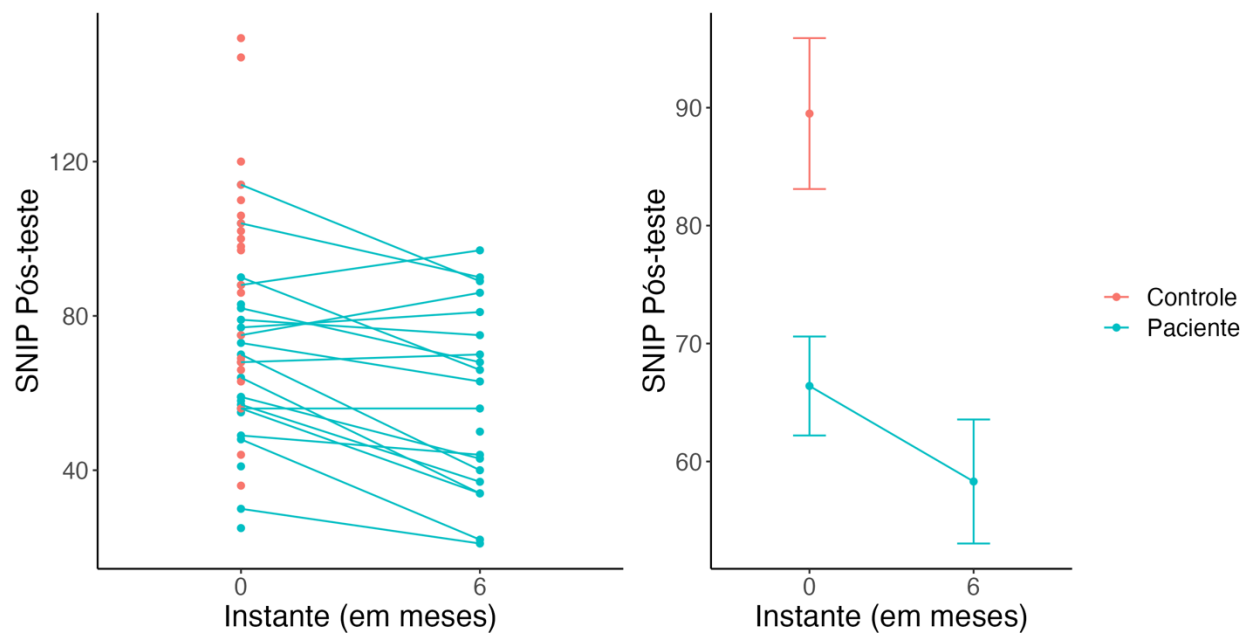 SNIP Pós-teste
120
80
40
0
6
Instante (em meses)
SNIP Pós-teste
90
80
70
60
0
6
Instante (em meses)
Controle
Paciente